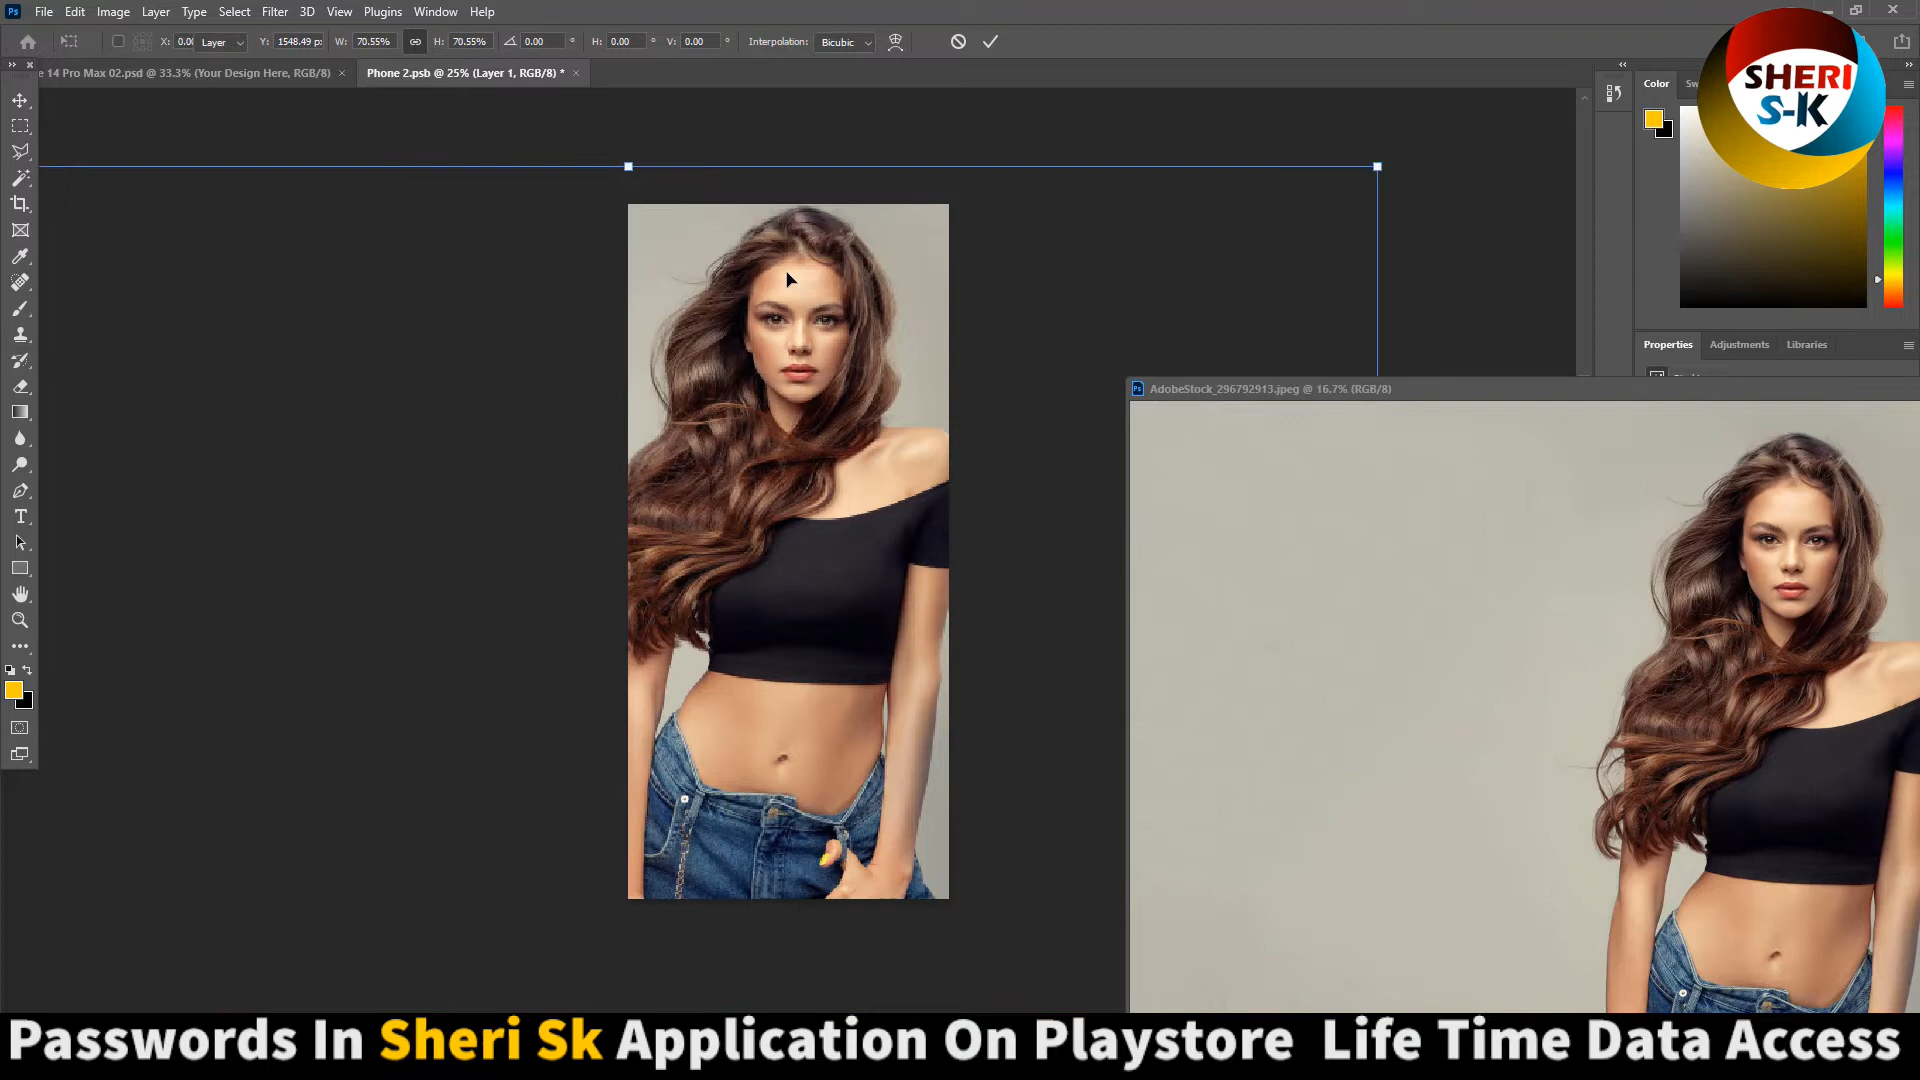 Ps File Edit Image Layer Type Select Filter 3D View Plugins Window Help
X: 0.00 Layer Y: 1548.49 p: W: 70.55% H: 70.55% 0.00 ° H: 0.00 ° V: 0.00 ° Interpolation: Bicubic
e 14 Pro Max 02.psd @ 33.3% (Your Design Here, RGB/8) × Phone 2.psb @ 25% (Layer 1, RGB/8) * ×
Color Sw
SHERI
S-K
Properties Adjustments Libraries
Ps AdobeStock_296792913.jpeg @ 16.7% (RGB/8)
T
Passwords In Sheri Sk Application On Playstore Life Time Data Access